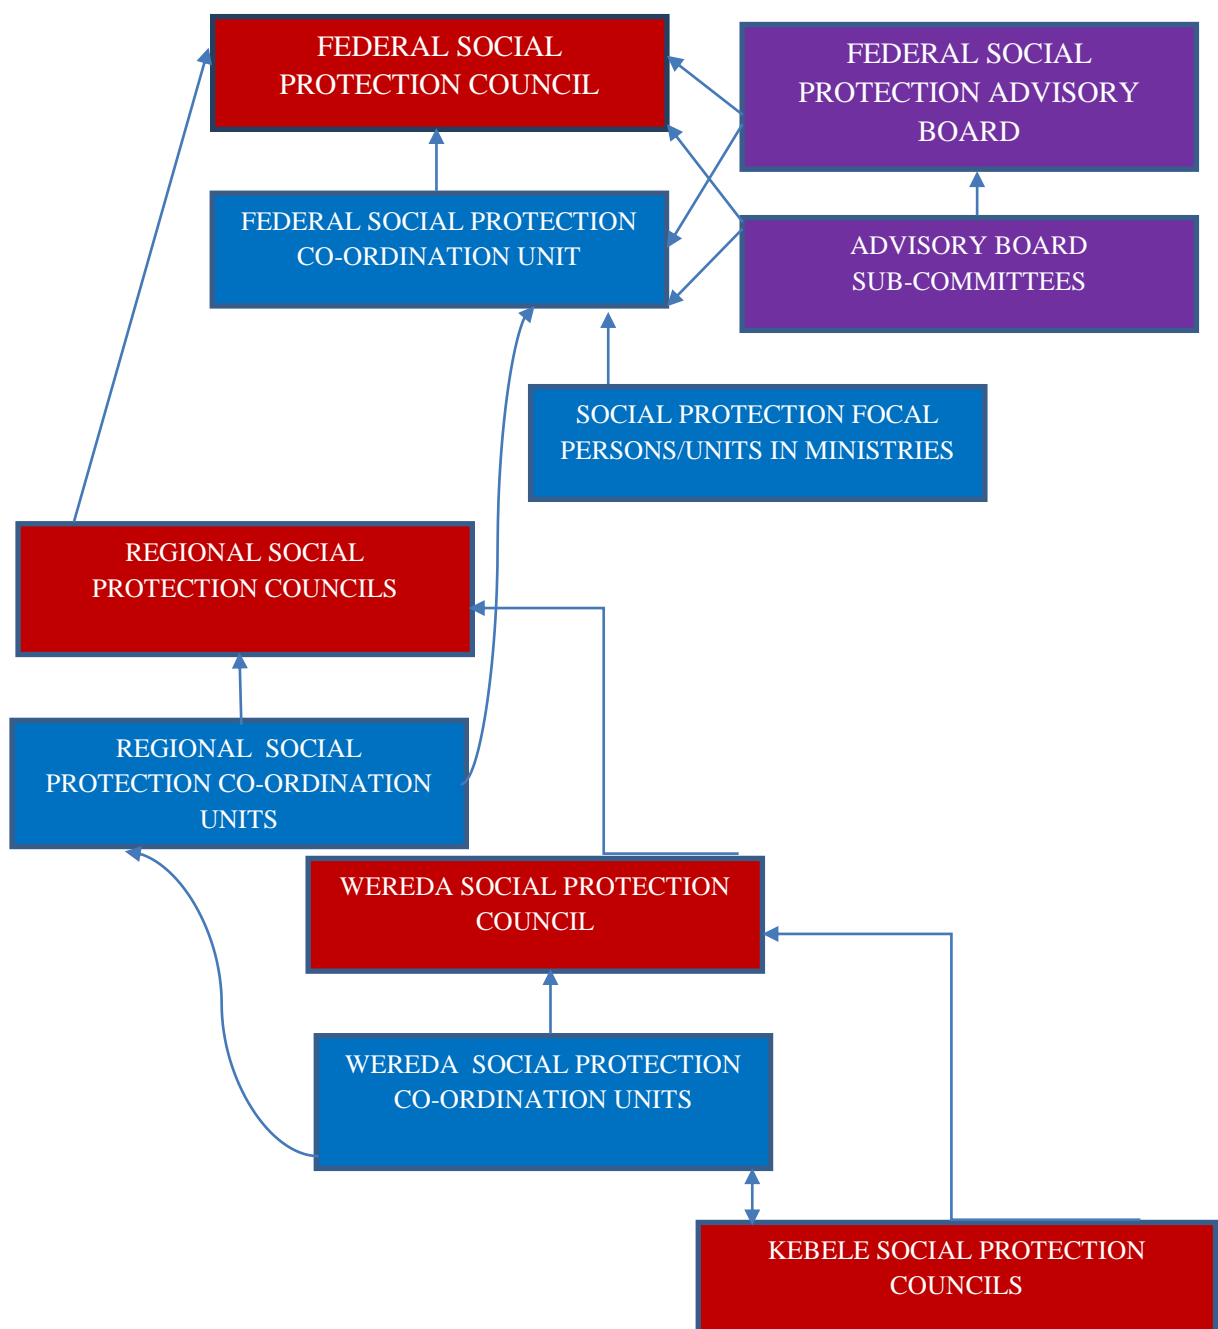 FEDERAL SOCIAL
PROTECTION COUNCIL
FEDERAL SOCIAL
PROTECTION ADVISORY
BOARD
FEDERAL SOCIAL PROTECTION
CO-ORDINATION UNIT
ADVISORY BOARD
SUB-COMMITTEES
SOCIAL PROTECTION FOCAL
PERSONS/UNITS IN MINISTRIES
REGIONAL SOCIAL
PROTECTION COUNCILS
REGIONAL SOCIAL
PROTECTION CO-ORDINATION
UNITS
WEREDA SOCIAL PROTECTION
COUNCIL
WEREDA SOCIAL PROTECTION
CO-ORDINATION UNITS
KEBELE SOCIAL PROTECTION
COUNCILS